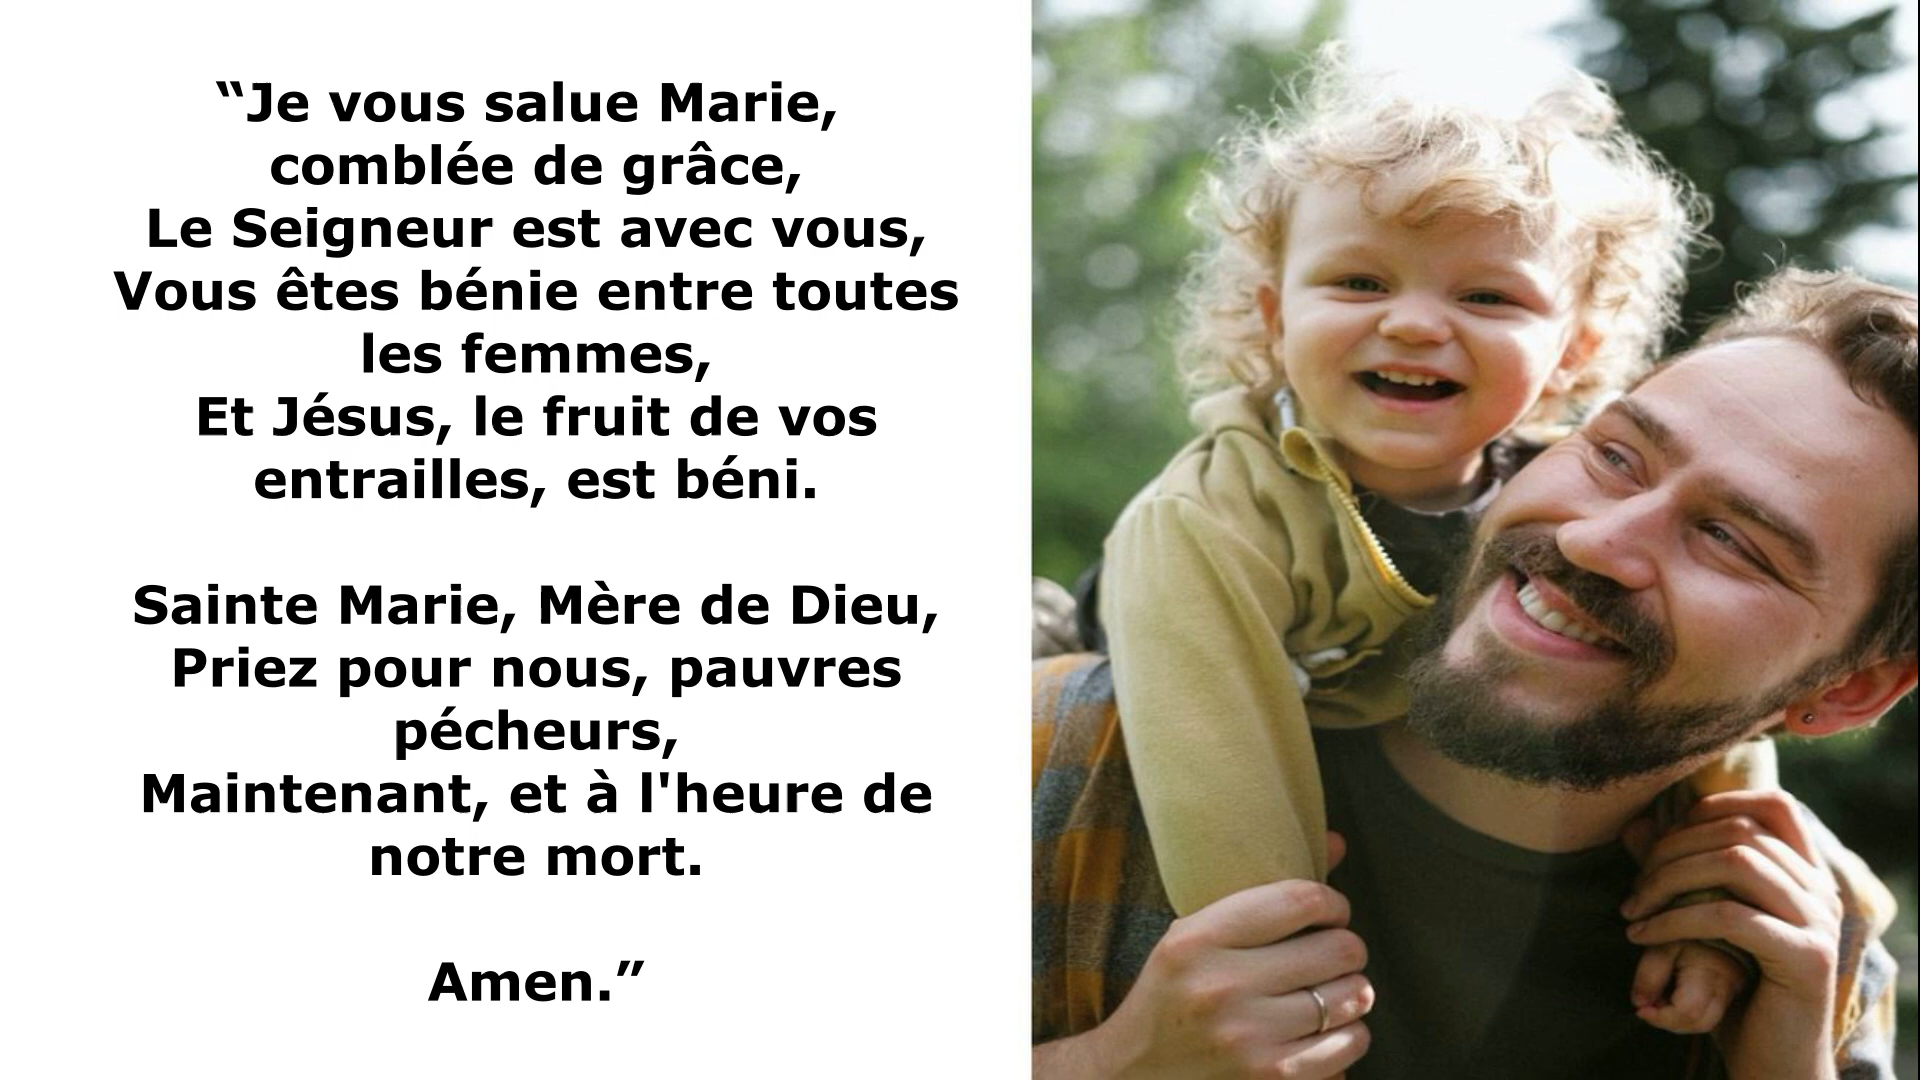 “Je vous salue Marie,
comblée de grâce,
Le Seigneur est avec vous,
Vous êtes bénie entre toutes
les femmes,
Et Jésus, le fruit de vos
entrailles, est béni.
Sainte Marie, Mère de Dieu,
Priez pour nous, pauvres
pécheurs,
Maintenant, et à l'heure de
notre mort.
Amen.”